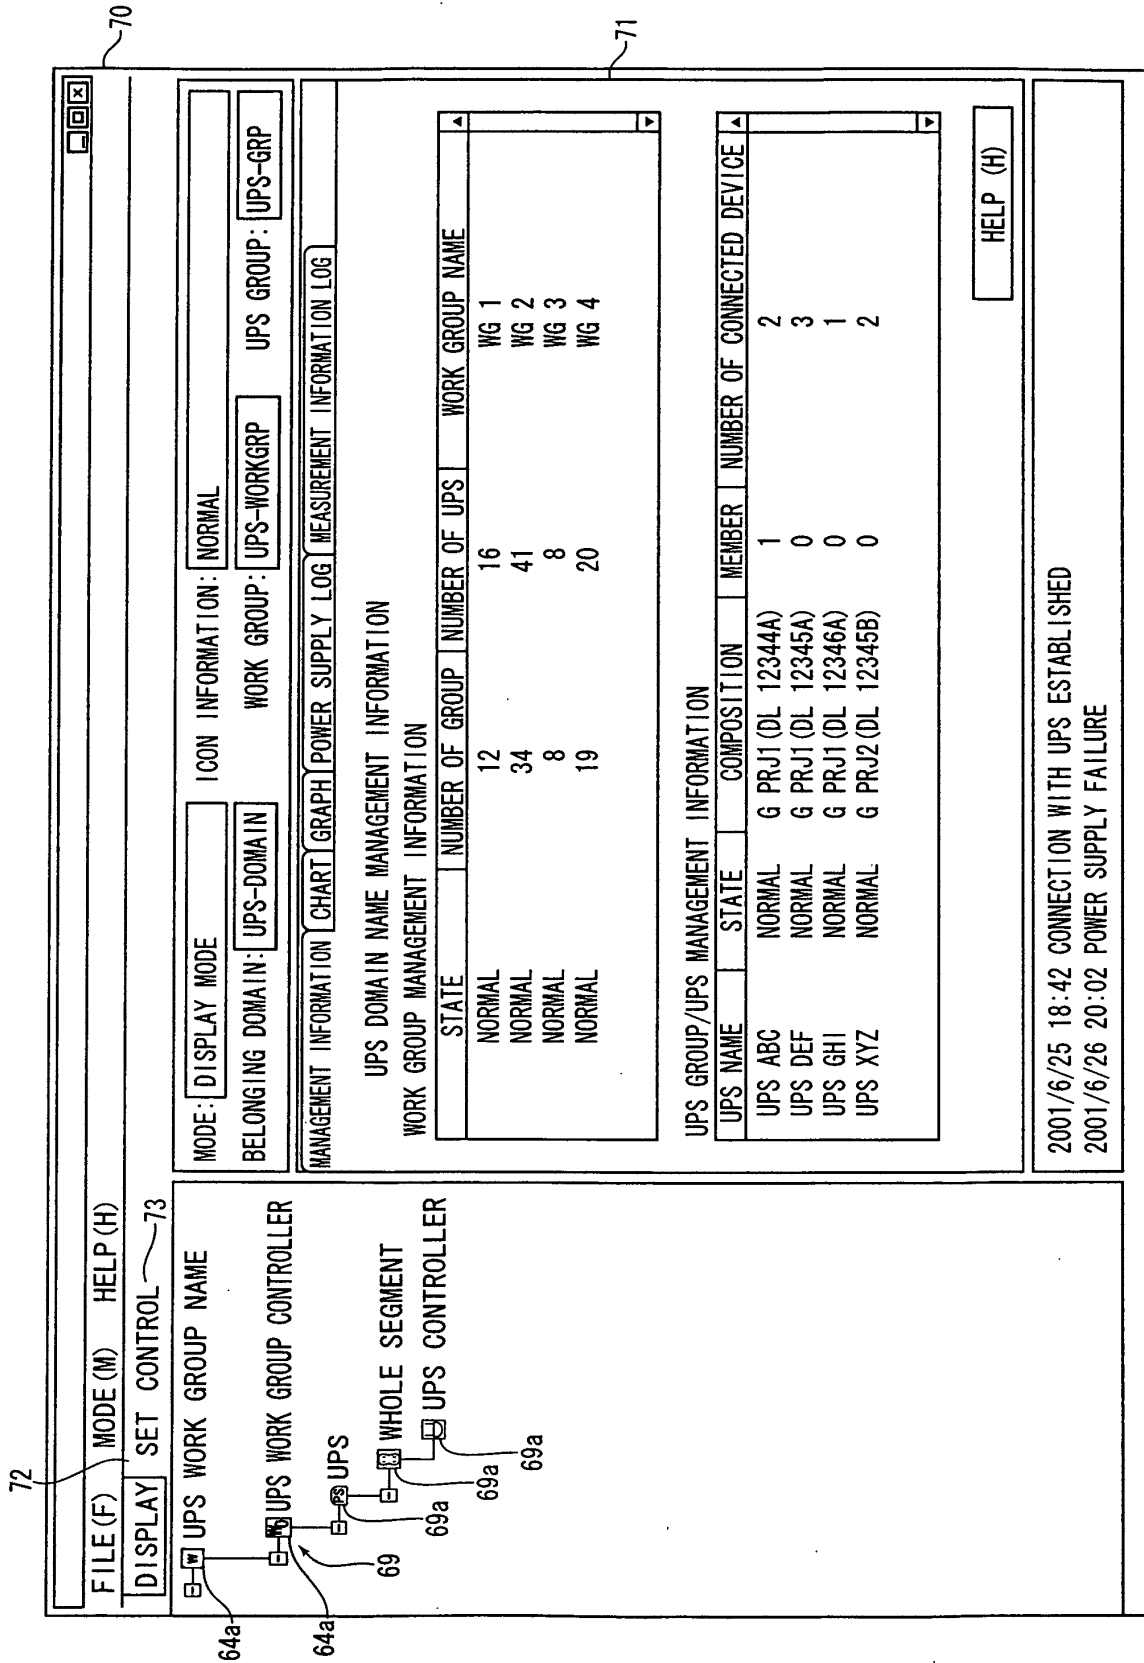 70
FILE(F) MODE(M) HELP(H)
72
DISPLAY SET CONTROL 73
W UPS WORK GROUP NAME
64a
UPS WORK GROUP CONTROLLER
64a
69
PS UPS
69a
WHOLE SEGMENT
69a
UPS CONTROLLER
69a
MODE: DISPLAY MODE ICON INFORMATION: NORMAL
BELONGING DOMAIN: UPS-DOMAIN WORK GROUP: UPS-WORKGRP UPS GROUP: UPS-GRP
MANAGEMENT INFORMATION CHART GRAPH POWER SUPPLY LOG MEASUREMENT INFORMATION LOG
71
UPS DOMAIN NAME MANAGEMENT INFORMATION
WORK GROUP MANAGEMENT INFORMATION
STATE NUMBER OF GROUP NUMBER OF UPS WORK GROUP NAME
NORMAL 12 16 WG 1
NORMAL 34 41 WG 2
NORMAL 8 8 WG 3
NORMAL 19 20 WG 4
UPS GROUP/UPS MANAGEMENT INFORMATION
UPS NAME STATE COMPOSITION MEMBER NUMBER OF CONNECTED DEVICE
UPS ABC NORMAL G PRJ1(DL 12344A) 1 2
UPS DEF NORMAL G PRJ1(DL 12345A) 0 3
UPS GHI NORMAL G PRJ1(DL 12346A) 0 1
UPS XYZ NORMAL G PRJ2(DL 12345B) 0 2
HELP (H)
2001/6/25 18:42 CONNECTION WITH UPS ESTABLISHED
2001/6/26 20:02 POWER SUPPLY FAILURE